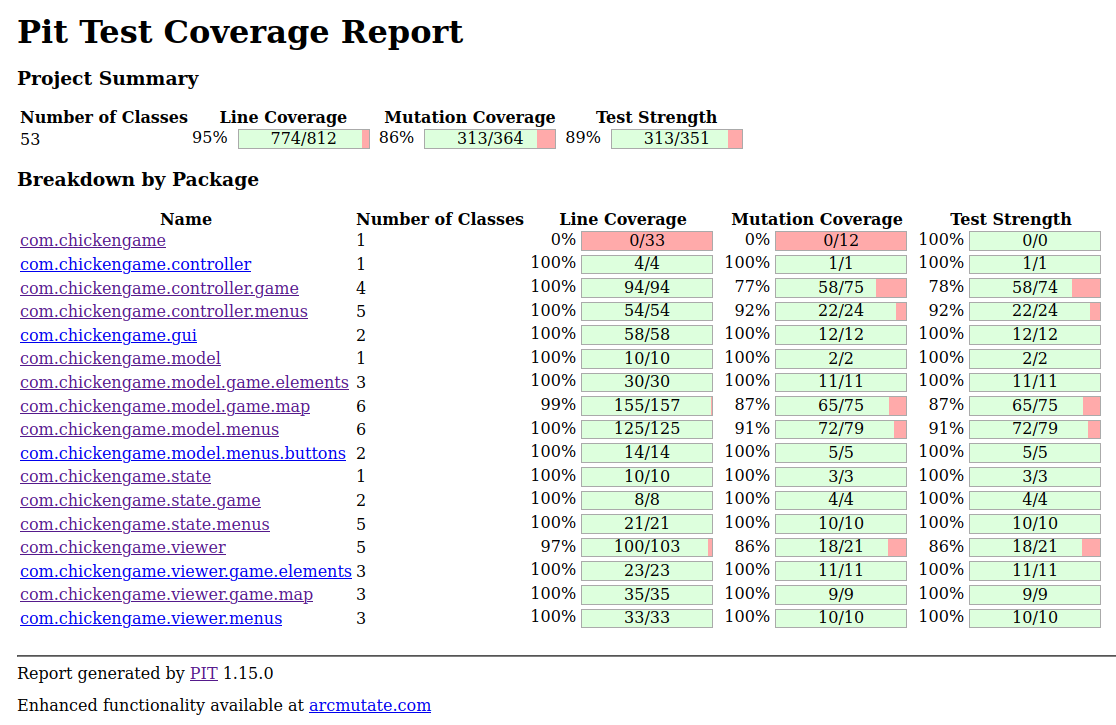 Pit Test Coverage Report
Project Summary
Number of Classes Line Coverage Mutation Coverage Test Strength
53 95% 774/812 86% 313/364 89% 313/351
Breakdown by Package
Name Number of Classes Line Coverage Mutation Coverage Test Strength
com.chickengame 1 0% 0/33 0% 0/12 100% 0/0
com.chickengame.controller 1 100% 4/4 100% 1/1 100% 1/1
com.chickengame.controller.game 4 100% 94/94 77% 58/75 78% 58/74
com.chickengame.controller.menus 5 100% 54/54 92% 22/24 92% 22/24
com.chickengame.gui 2 100% 58/58 100% 12/12 100% 12/12
com.chickengame.model 1 100% 10/10 100% 2/2 100% 2/2
com.chickengame.model.game.elements 3 100% 30/30 100% 11/11 100% 11/11
com.chickengame.model.game.map 6 99% 155/157 87% 65/75 87% 65/75
com.chickengame.model.menus 6 100% 125/125 91% 72/79 91% 72/79
com.chickengame.model.menus.buttons 2 100% 14/14 100% 5/5 100% 5/5
com.chickengame.state 1 100% 10/10 100% 3/3 100% 3/3
com.chickengame.state.game 2 100% 8/8 100% 4/4 100% 4/4
com.chickengame.state.menus 5 100% 21/21 100% 10/10 100% 10/10
com.chickengame.viewer 5 97% 100/103 86% 18/21 86% 18/21
com.chickengame.viewer.game.elements 3 100% 23/23 100% 11/11 100% 11/11
com.chickengame.viewer.game.map 3 100% 35/35 100% 9/9 100% 9/9
com.chickengame.viewer.menus 3 100% 33/33 100% 10/10 100% 10/10
Report generated by PIT 1.15.0
Enhanced functionality available at arcmutate.com